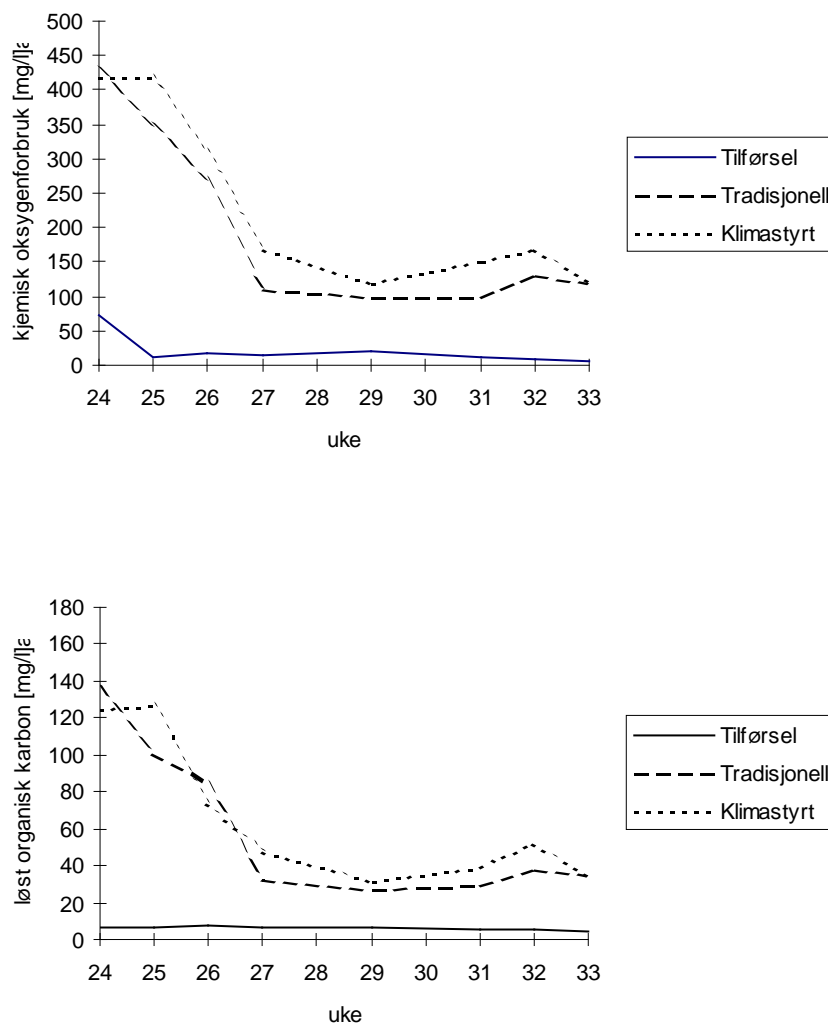 kjemisk oksygenforbruk [mg/l]
500
450
400
350
300
250
200
150
100
50
0
24 25 26 27 28 29 30 31 32 33
uke
Tilførsel
Tradisjonell
Klimastyrt
løst organisk karbon [mg/l]
180
160
140
120
100
80
60
40
20
0
24 25 26 27 28 29 30 31 32 33
uke
Tilførsel
Tradisjonell
Klimastyrt